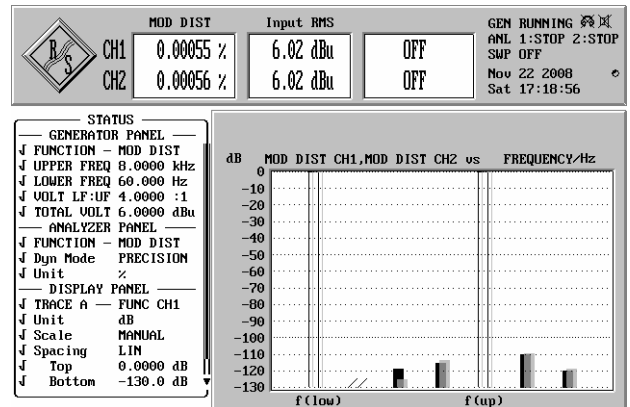 MOD DIST Input RMS
R&S CH1 0.00055 % 6.02 dBu OFF
CH2 0.00056 % 6.02 dBu OFF
GEN RUNNING
ANL 1:STOP 2:STOP
SWP OFF
Nov 22 2008
Sat 17:18:56
STATUS
GENERATOR PANEL
FUNCTION – MOD DIST
UPPER FREQ 8.0000 kHz
LOWER FREQ 60.000 Hz
VOLT LF:UF 4.0000 :1
TOTAL VOLT 6.0000 dBu
ANALYZER PANEL
FUNCTION – MOD DIST
Dyn Mode PRECISION
Unit %
DISPLAY PANEL
TRACE A — FUNC CH1
Unit dB
Scale MANUAL
Spacing LIN
Top 0.0000 dB
Bottom -130.0 dB
dB MOD DIST CH1,MOD DIST CH2 vs FREQUENCY/Hz
0
-10
-20
-30
-40
-50
-60
-70
-80
-90
-100
-110
-120
-130
f(low) f(up)